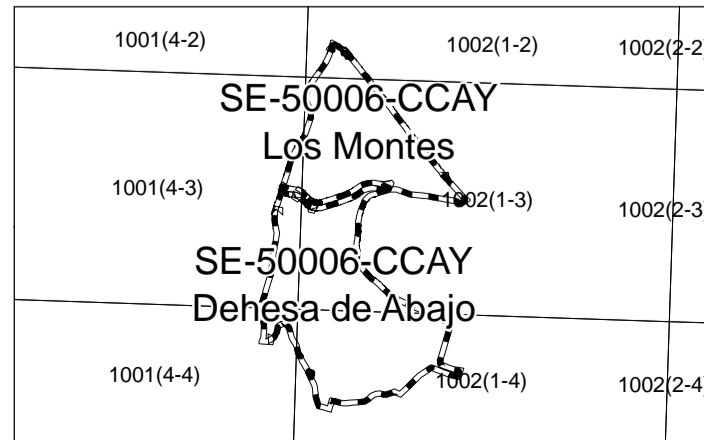 1001(4-2)
1002(1-2)
1002(2-2)
SE-50006-CCAY
Los Montes
1001(4-3)
1002(1-3)
1002(2-3)
SE-50006-CCAY
Dehesa de Abajo
1001(4-4)
1002(1-4)
1002(2-4)